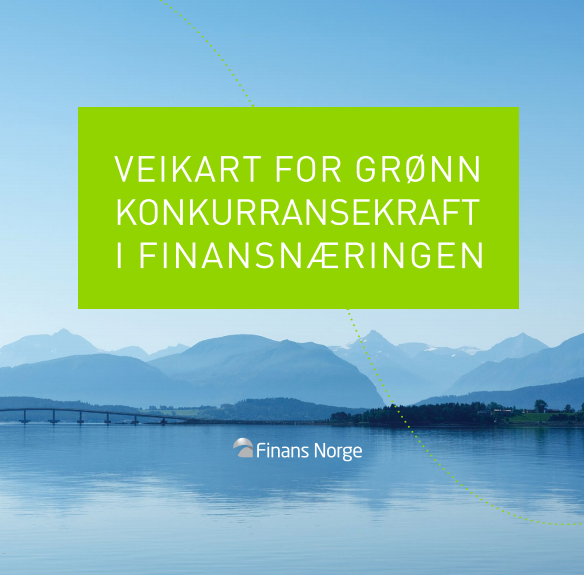 VEIKART FOR GRØNN
KONKURRANSEKRAFT
I FINANSNÆRINGEN
Finans Norge